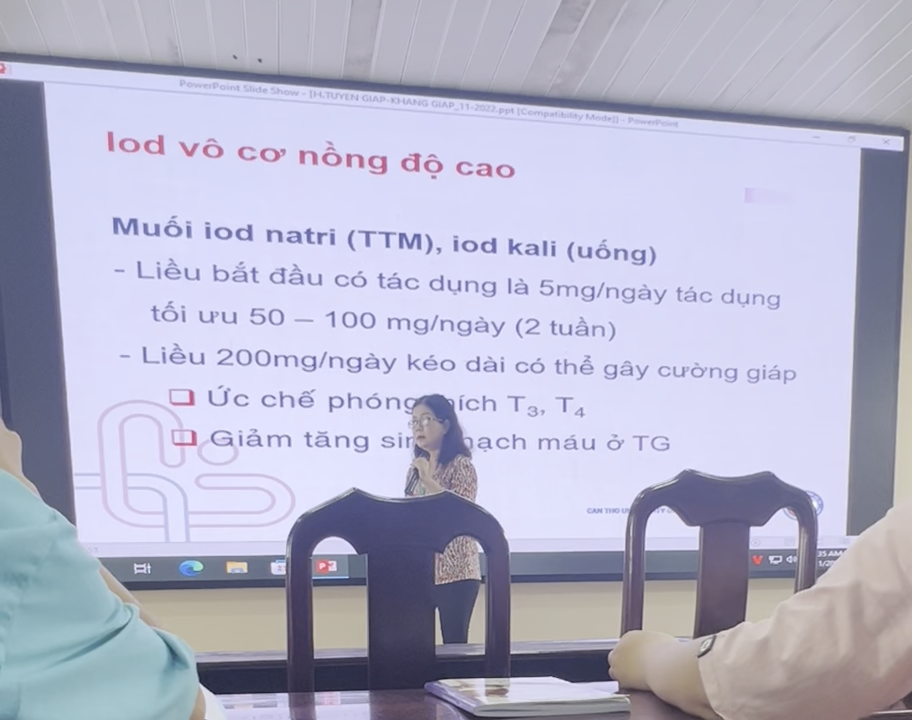 PowerPoint Slide Show - [H.TUYEN GIAP-KHANG GIAP_11-2022.ppt [Compatibility Mode]] - PowerPoint
Iod vô cơ nồng độ cao
Muối iod natri (TTM), iod kali (uống)
- Liều bắt đầu có tác dụng là 5mg/ngày tác dụng
tối ưu 50 – 100 mg/ngày (2 tuần)
- Liều 200mg/ngày kéo dài có thể gây cường giáp
Ức chế phóng T₃, T₄
Giảm tăng máu ở TG
CAN THO